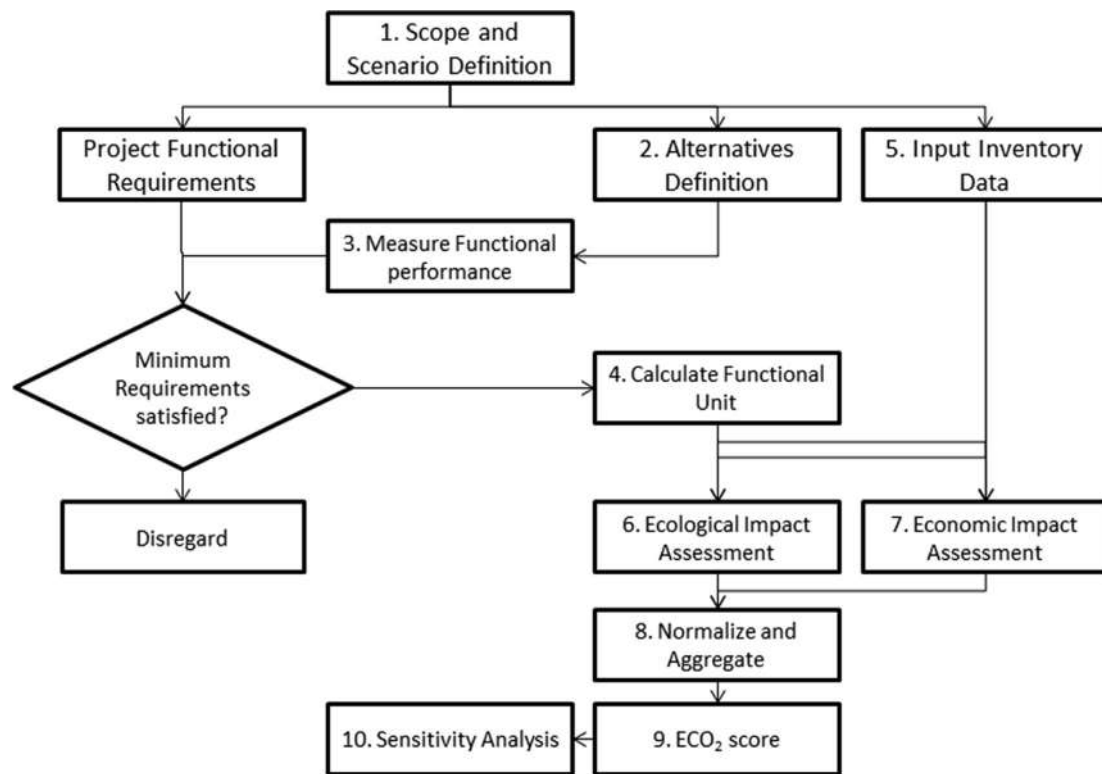 1. Scope and
Scenario Definition
Project Functional
Requirements
2. Alternatives
Definition
5. Input Inventory
Data
3. Measure Functional
performance
Minimum
Requirements
satisfied?
4. Calculate Functional
Unit
Disregard
6. Ecological Impact
Assessment
7. Economic Impact
Assessment
8. Normalize and
Aggregate
10. Sensitivity Analysis
9. ECO₂ score